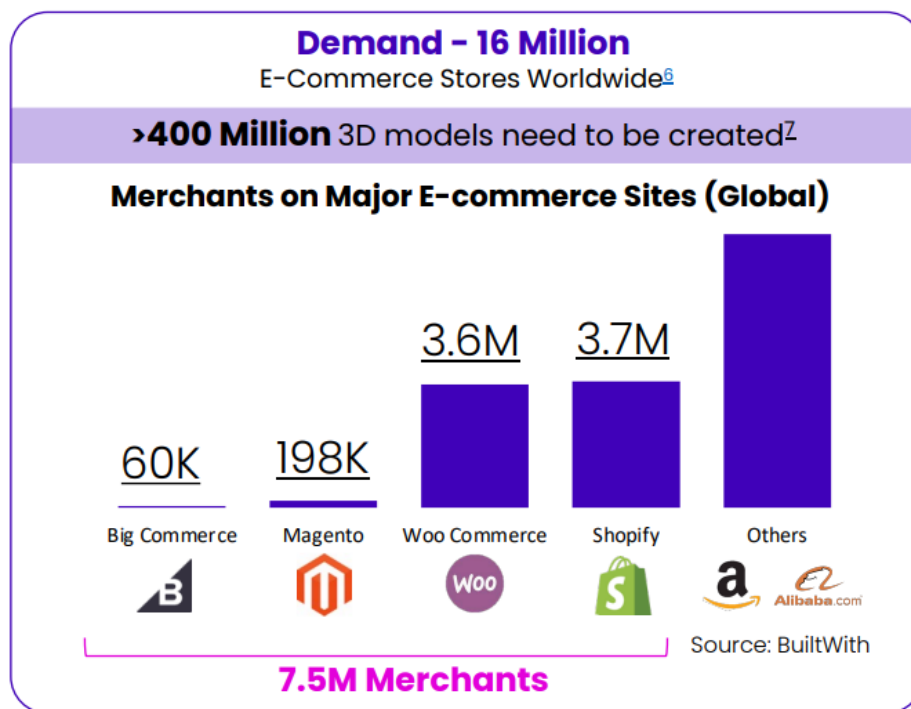 Demand - 16 Million
E-Commerce Stores Worldwide6
>400 Million 3D models need to be created7
Merchants on Major E-commerce Sites (Global)
60K
198K
3.6M
3.7M
Big Commerce
Magento
Woo Commerce
Shopify
Others
B
Woo
S
a
Alibaba.com
Source: BuiltWith
7.5M Merchants